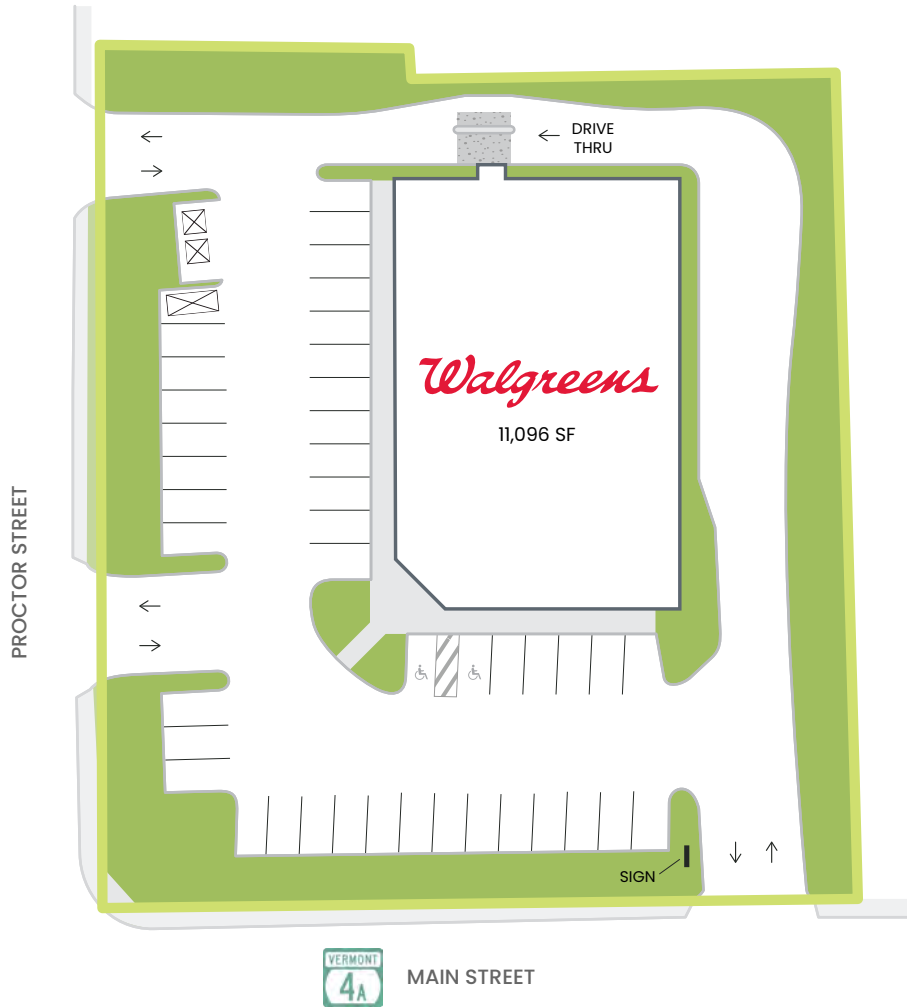 DRIVE
THRU
Walgreens
11,096 SF
PROCTOR STREET
SIGN
VERMONT
4A
MAIN STREET